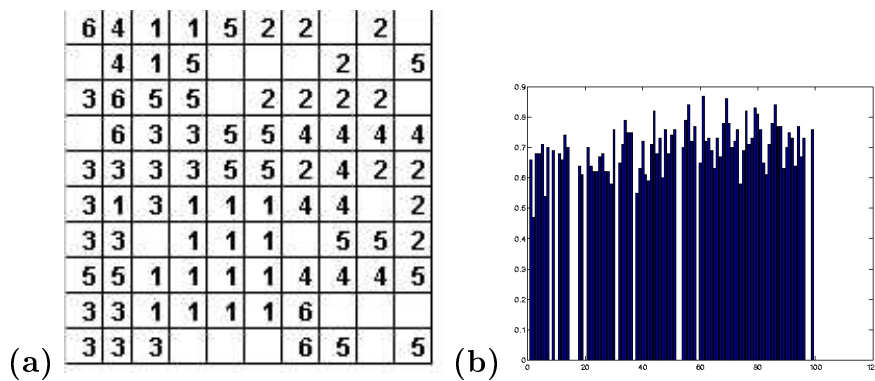 6 4 1 1 5 2 2 2
4 1 5 2 5
3 6 5 5 2 2 2 2
6 3 3 5 5 4 4 4 4
3 3 3 3 5 5 2 4 2 2
3 1 3 1 1 1 4 4 2
3 3 1 1 1 5 5 2
5 5 1 1 1 1 4 4 4 5
3 3 1 1 1 1 6
3 3 3 6 5 5
(a)
0.9
0.8
0.7
0.6
0.5
0.4
0.3
0.2
0.1
0
0 20 40 60 80 100 120
(b)